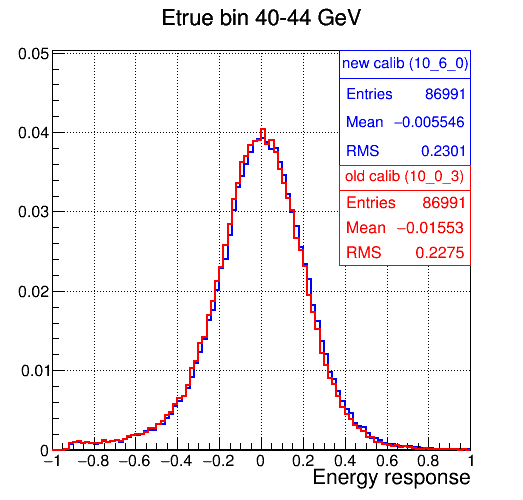 Etrue bin 40-44 GeV
0.05
0.04
0.03
0.02
0.01
0
new calib (10_6_0)
Entries 86991
Mean −0.005546
RMS 0.2301
old calib (10_0_3)
Entries 86991
Mean −0.01553
RMS 0.2275
−1 −0.8 −0.6 −0.4 −0.2 0 0.2 0.4 0.6 0.8 1
Energy response